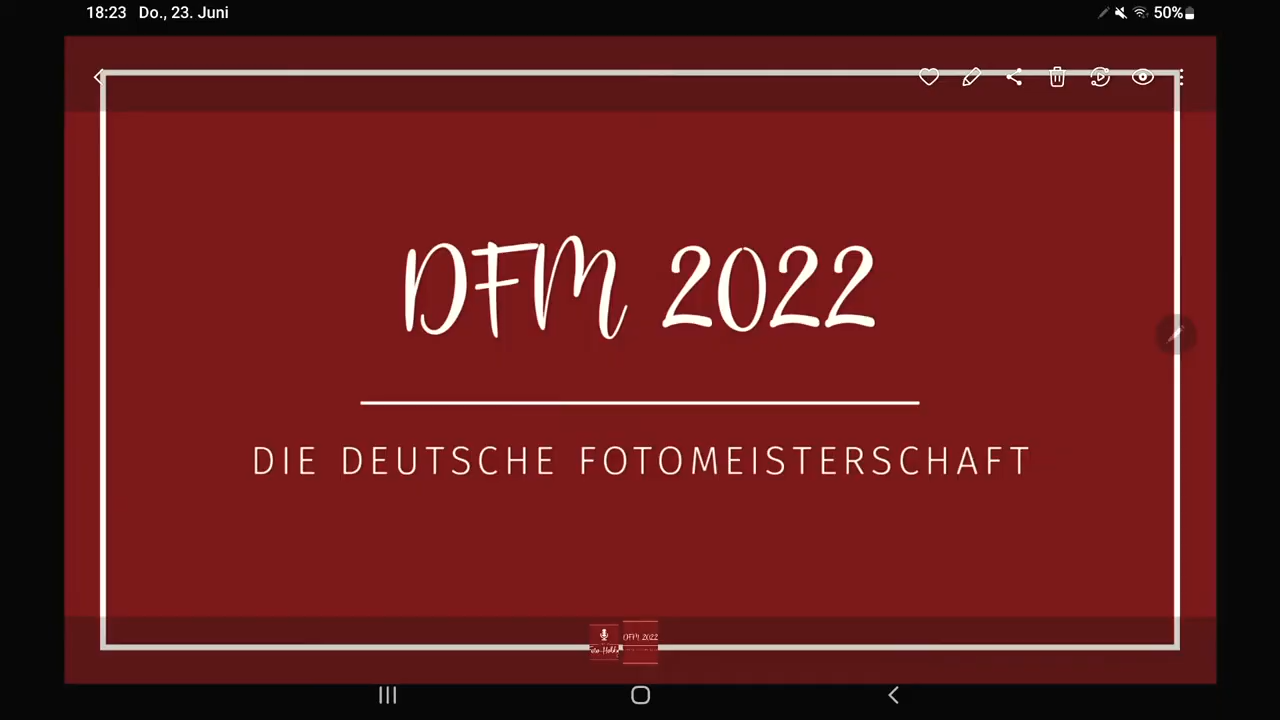 18:23 Do., 23. Juni
50%
DFM 2022
DIE DEUTSCHE FOTOMEISTERSCHAFT
DFM 2022